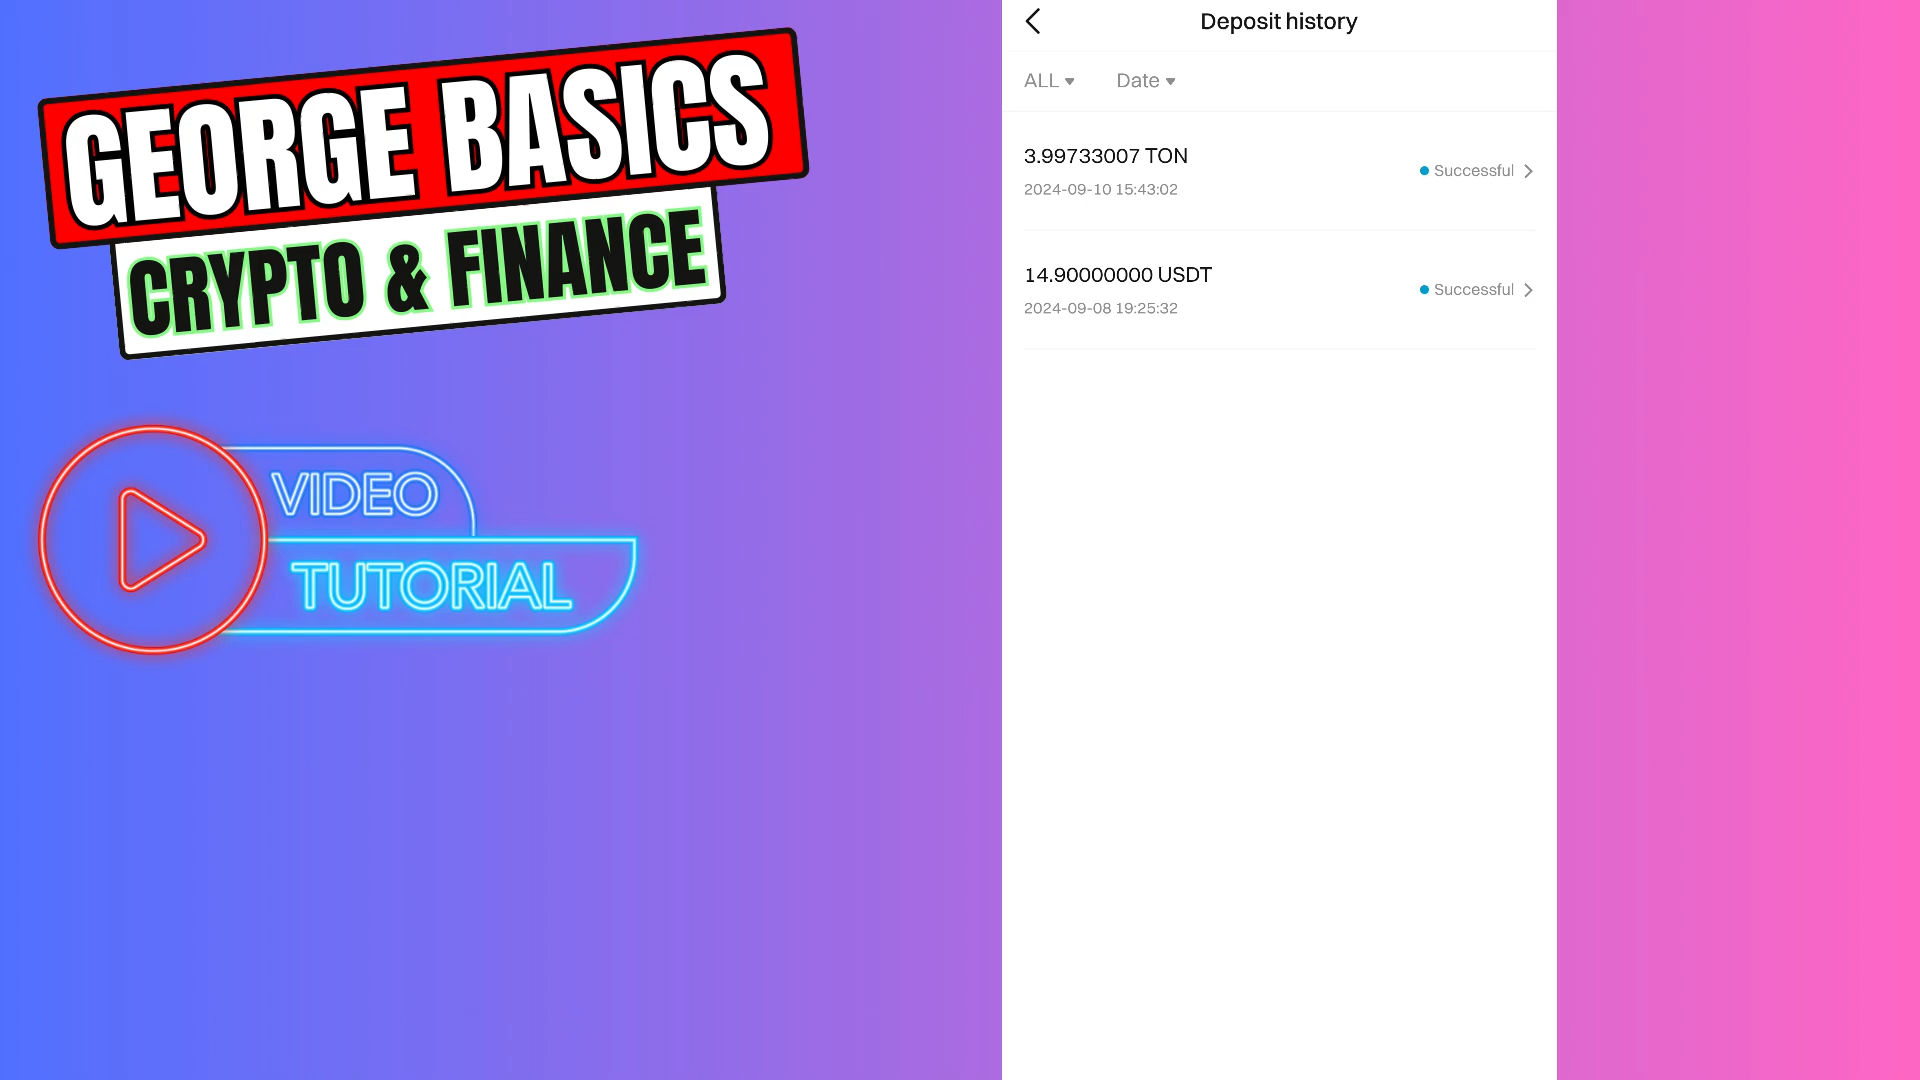 GEORGE BASICS
CRYPTO & FINANCE
VIDEO
TUTORIAL
Deposit history
ALL Date
3.99733007 TON
Successful
2024-09-10 15:43:02
14.90000000 USDT
Successful
2024-09-08 19:25:32